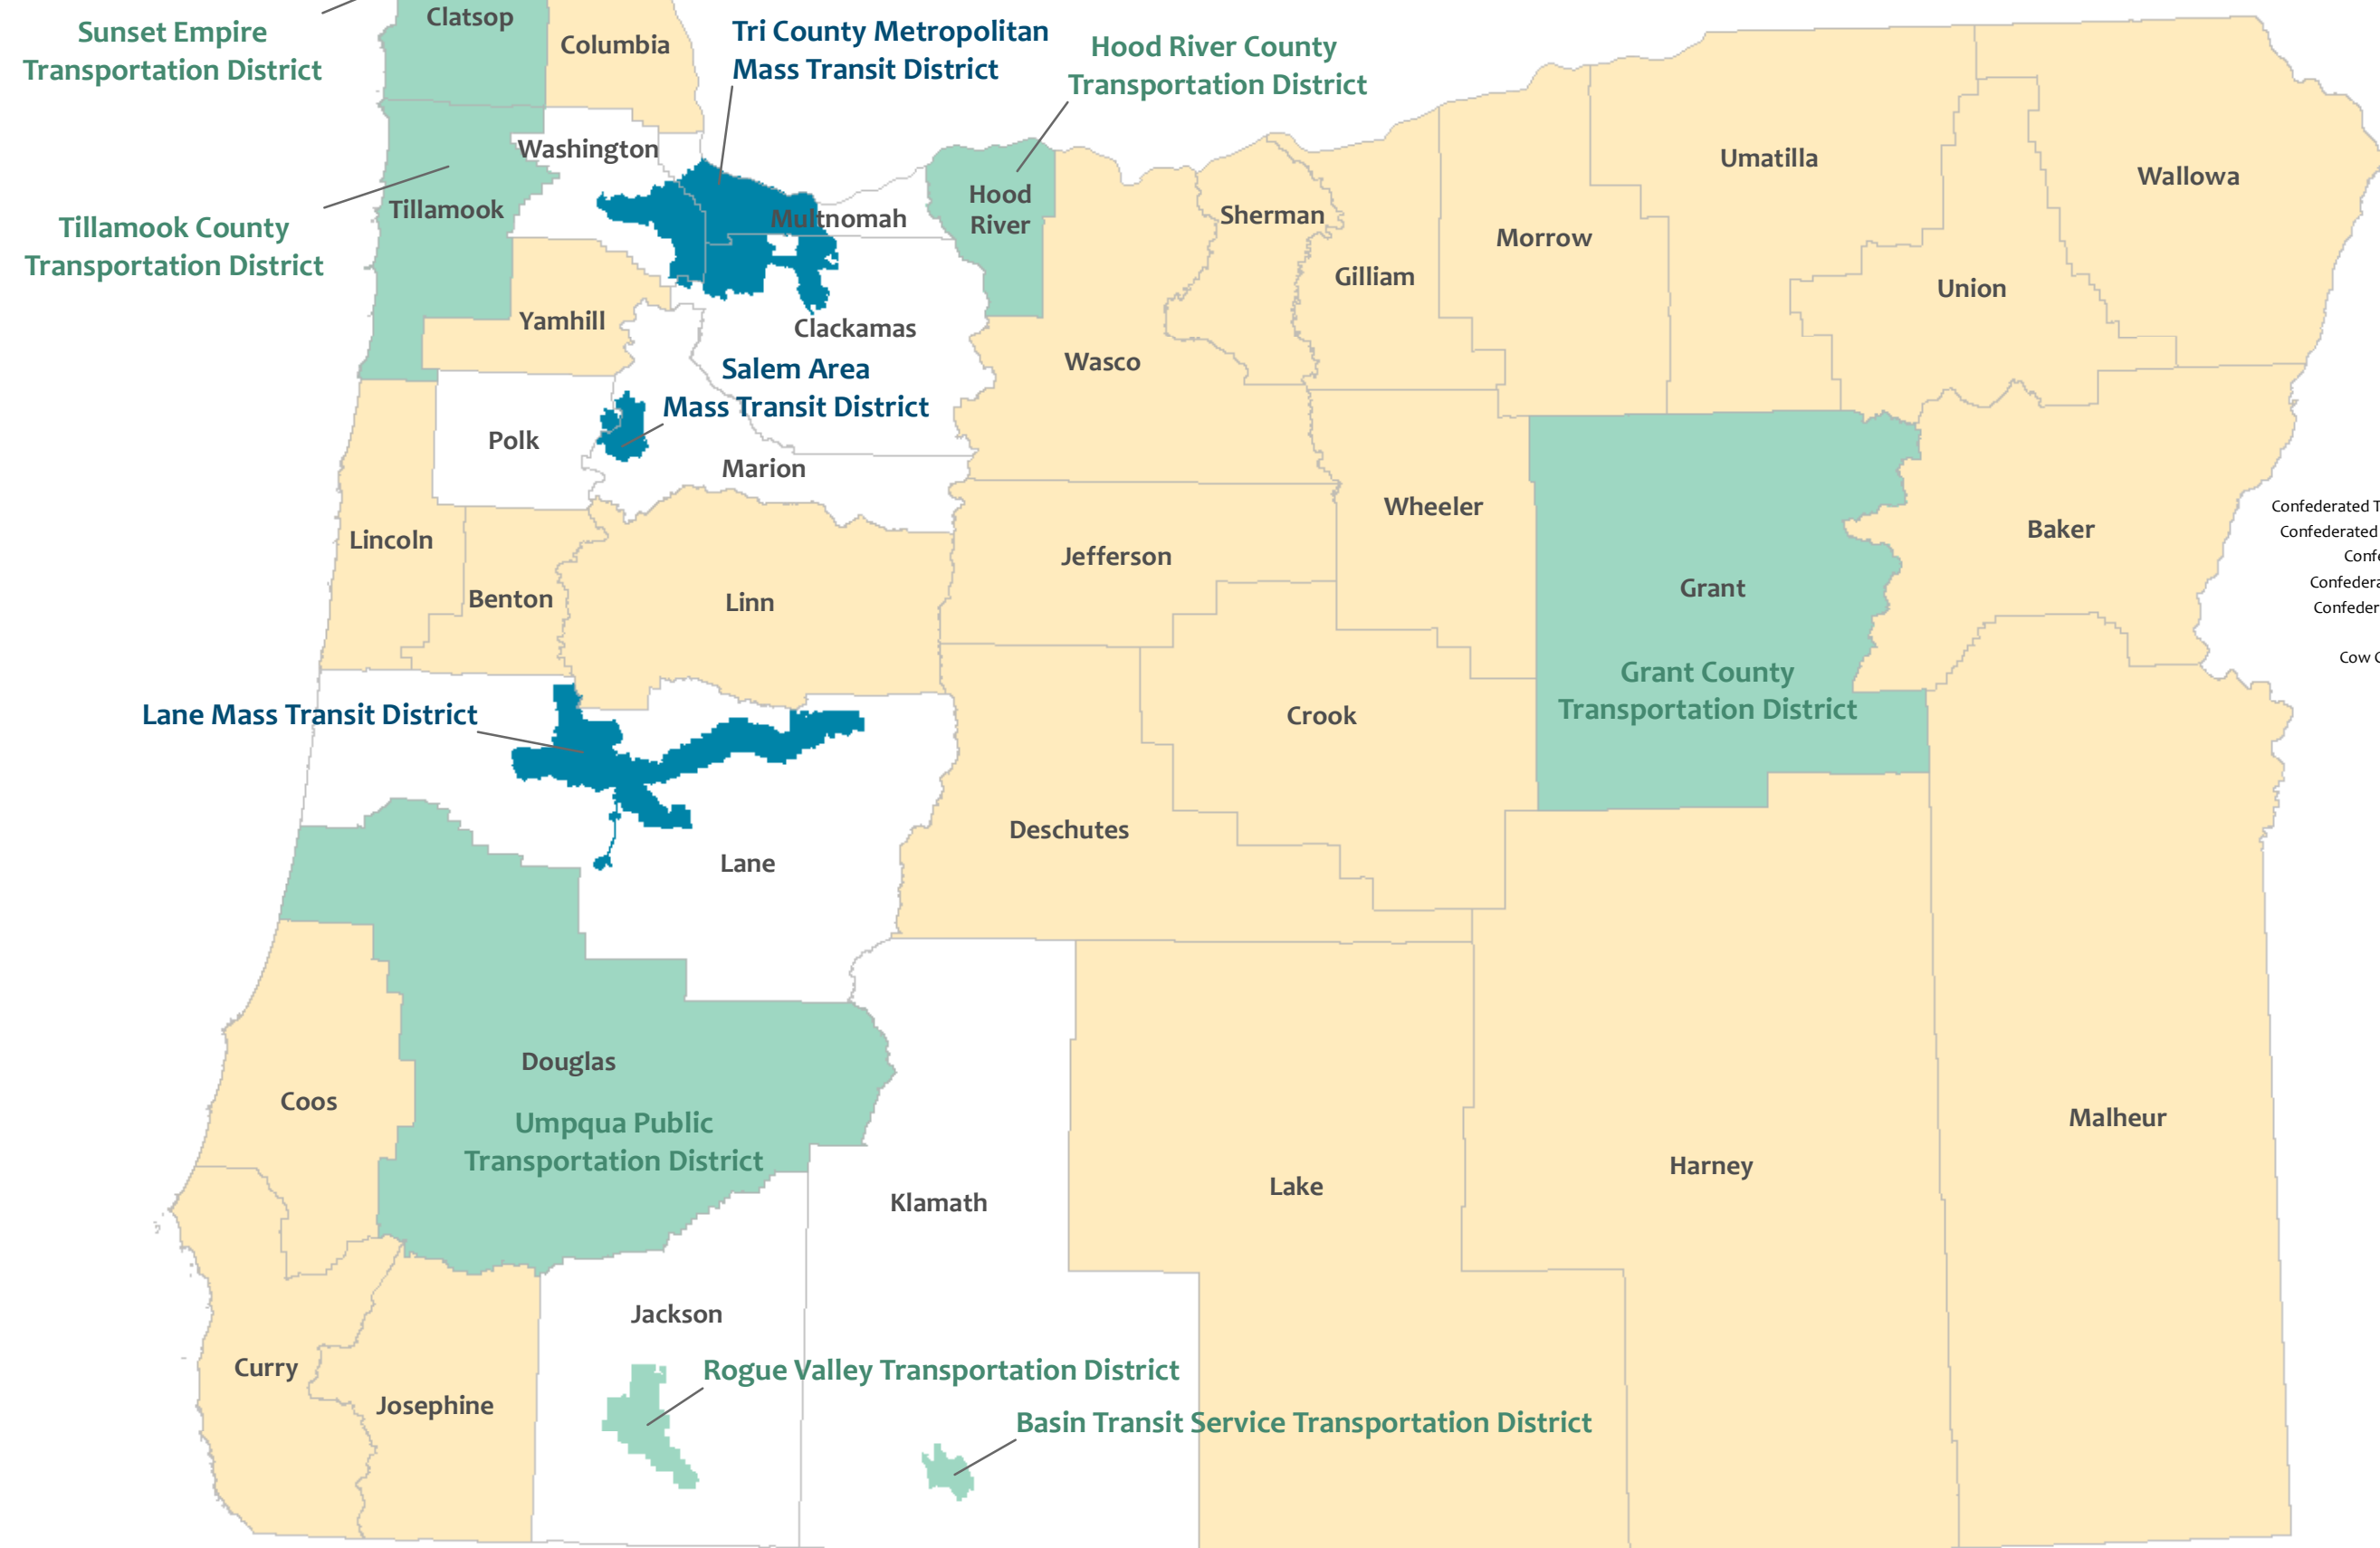 Clatsop
Sunset Empire
Transportation District
Columbia
Tri County Metropolitan
Mass Transit District
Hood River County
Transportation District
Washington
Umatilla
Wallowa
Hood
River
Tillamook
Multnomah
Sherman
Tillamook County
Transportation District
Morrow
Gilliam
Union
Yamhill
Clackamas
Wasco
Salem Area
Mass Transit District
Polk
Marion
Wheeler
Confederated
Confederated
Baker
Lincoln
Jefferson
Benton
Linn
Grant
Cow
Grant County
Transportation District
Lane Mass Transit District
Crook
Deschutes
Lane
Douglas
Coos
Umpqua Public
Transportation District
Malheur
Harney
Lake
Klamath
Jackson
Curry
Rogue Valley Transportation District
Josephine
Basin Transit Service Transportation District